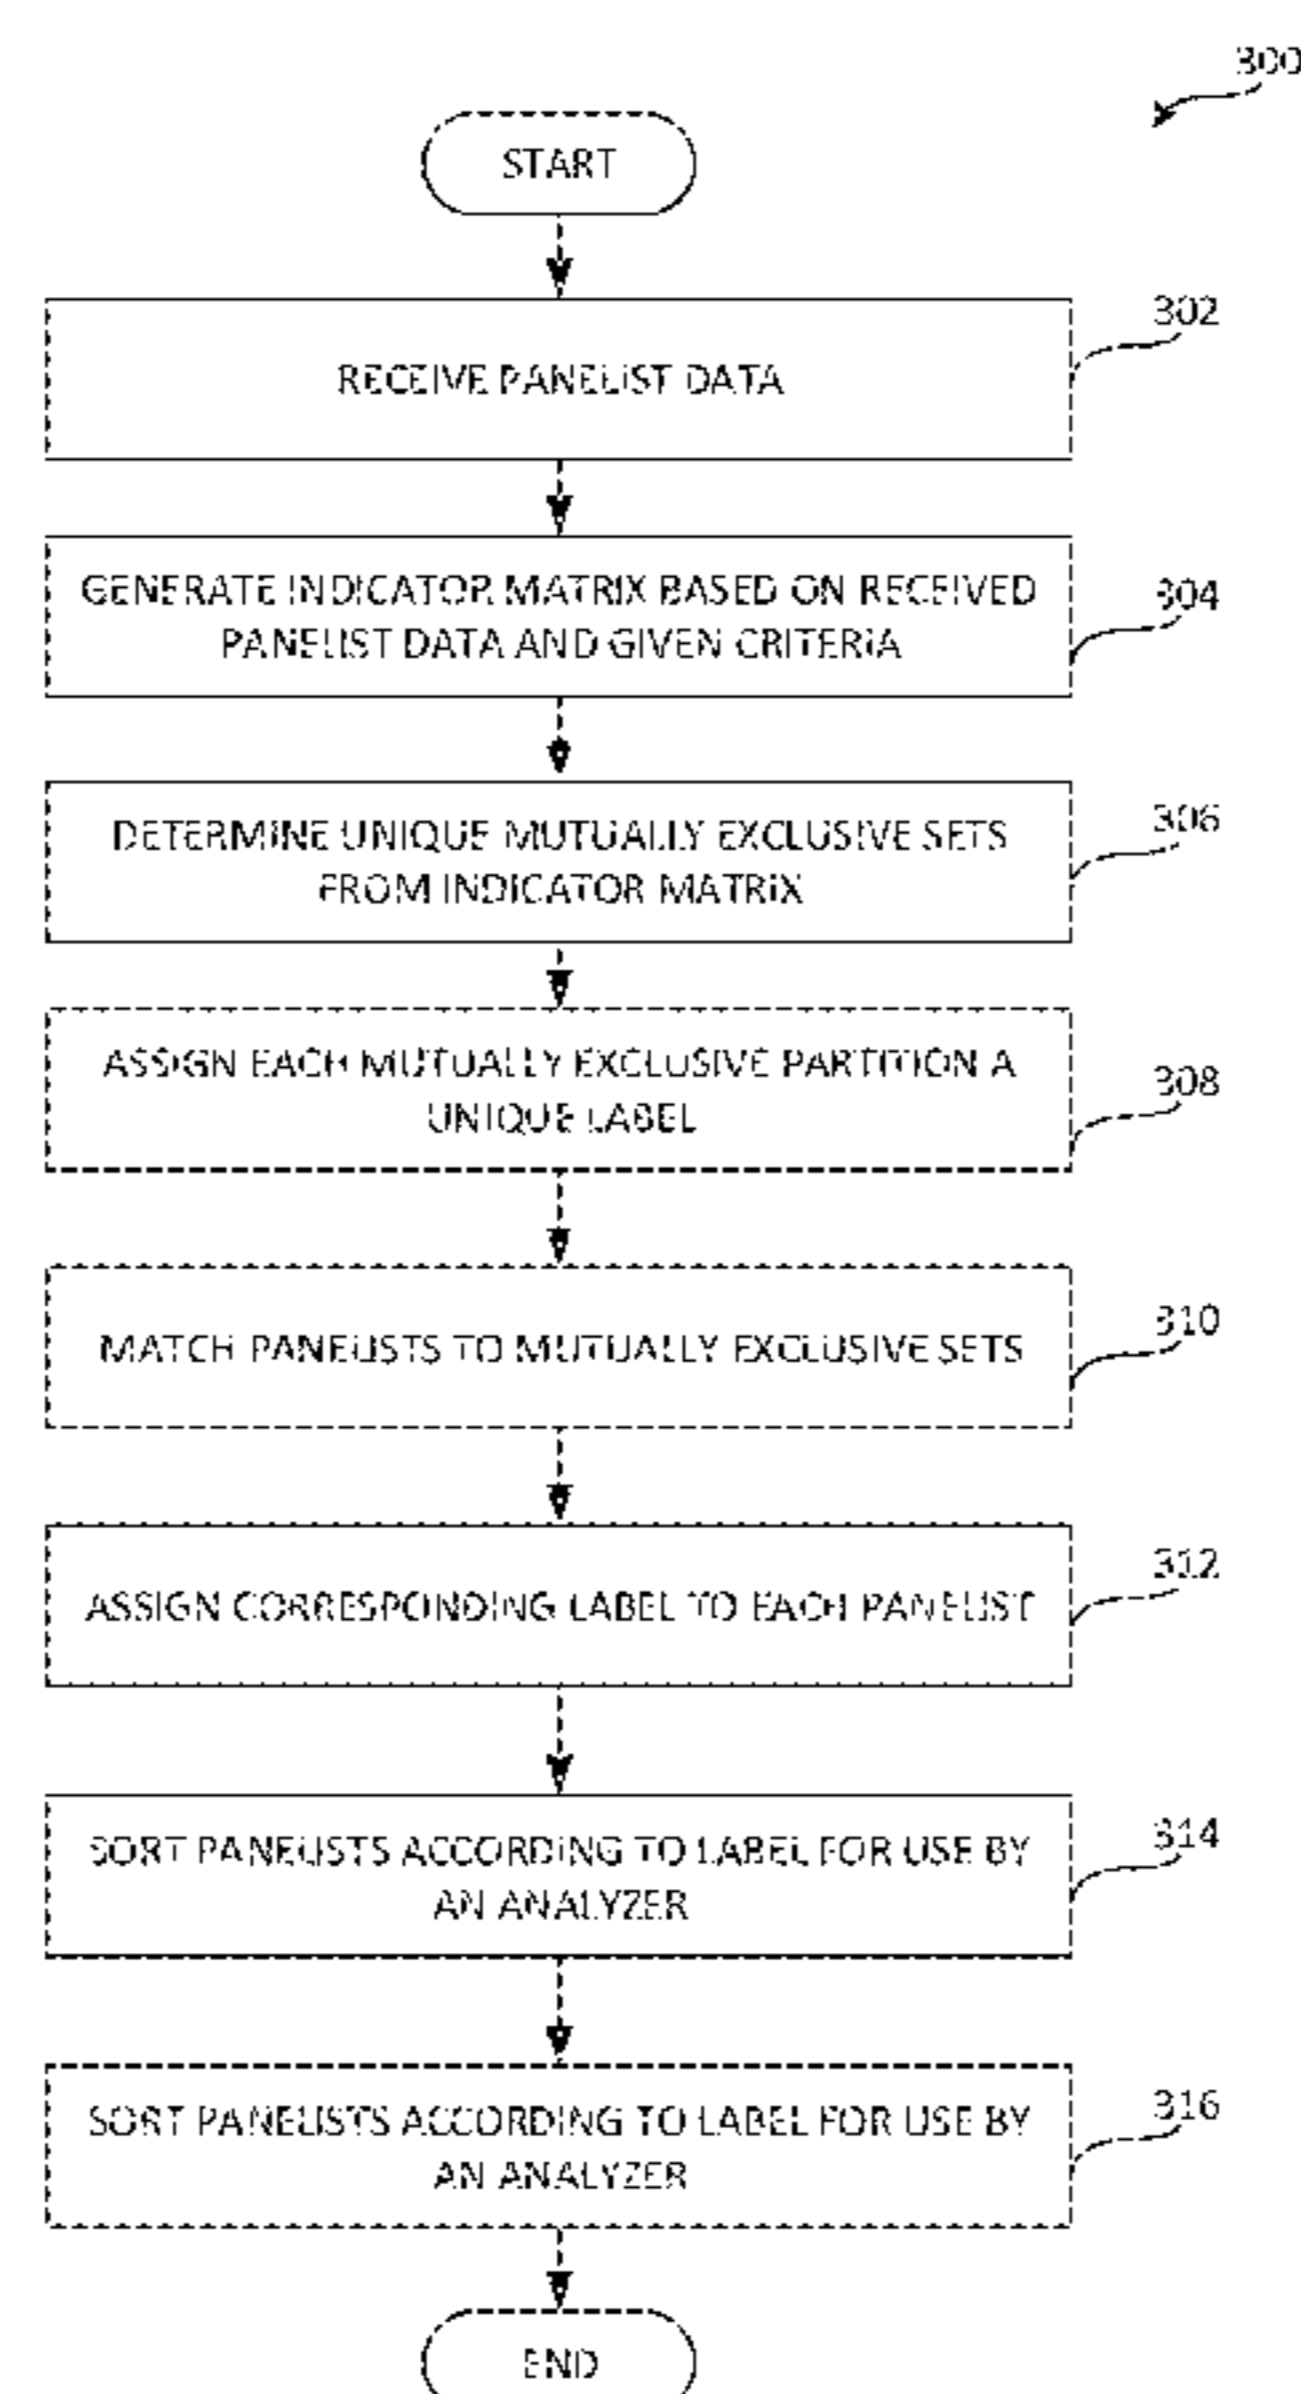 300
START
302
RECEIVE PANELIST DATA
304
GENERATE INDICATOR MATRIX BASED ON RECEIVED
PANELIST DATA AND GIVEN CRITERIA
306
DETERMINE UNIQUE MUTUALLY EXCLUSIVE SETS
FROM INDICATOR MATRIX
308
ASSIGN EACH MUTUALLY EXCLUSIVE PARTITION A
UNIQUE LABEL
310
MATCH PANELISTS TO MUTUALLY EXCLUSIVE SETS
312
ASSIGN CORRESPONDING LABEL TO EACH PANELIST
314
SORT PANELISTS ACCORDING TO LABEL FOR USE BY
AN ANALYZER
316
SORT PANELISTS ACCORDING TO LABEL FOR USE BY
AN ANALYZER
END